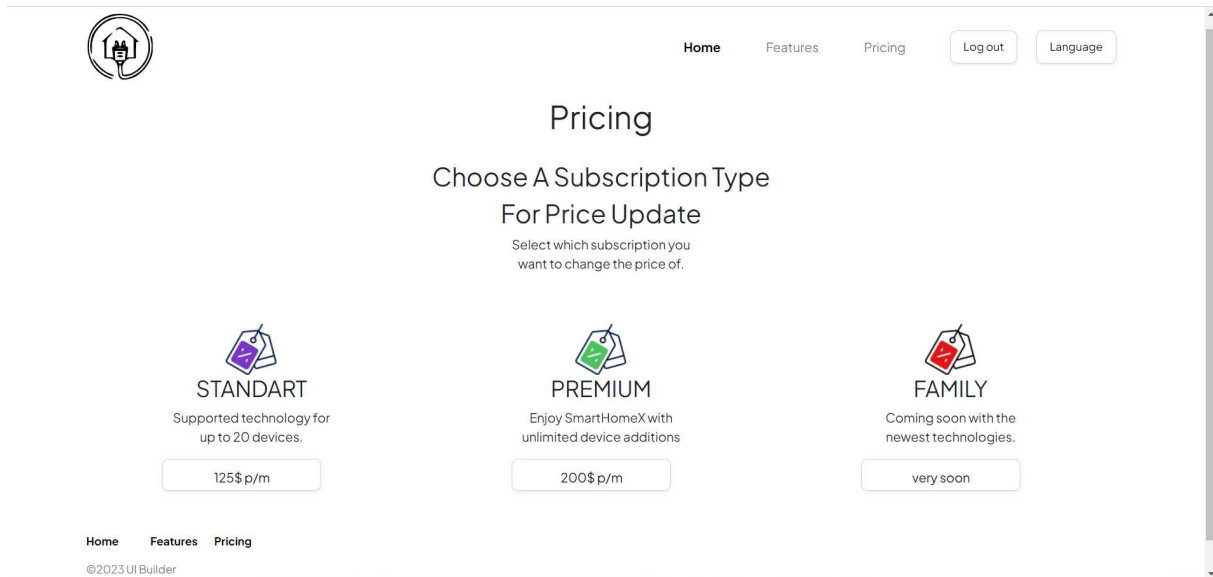 Home Features Pricing Log out Language
Pricing
Choose A Subscription Type
For Price Update
Select which subscription you
want to change the price of.
STANDART
Supported technology for
up to 20 devices.
125$ p/m
PREMIUM
Enjoy SmartHomeX with
unlimited device additions
200$ p/m
FAMILY
Coming soon with the
newest technologies.
very soon
Home Features Pricing
©2023 UI Builder